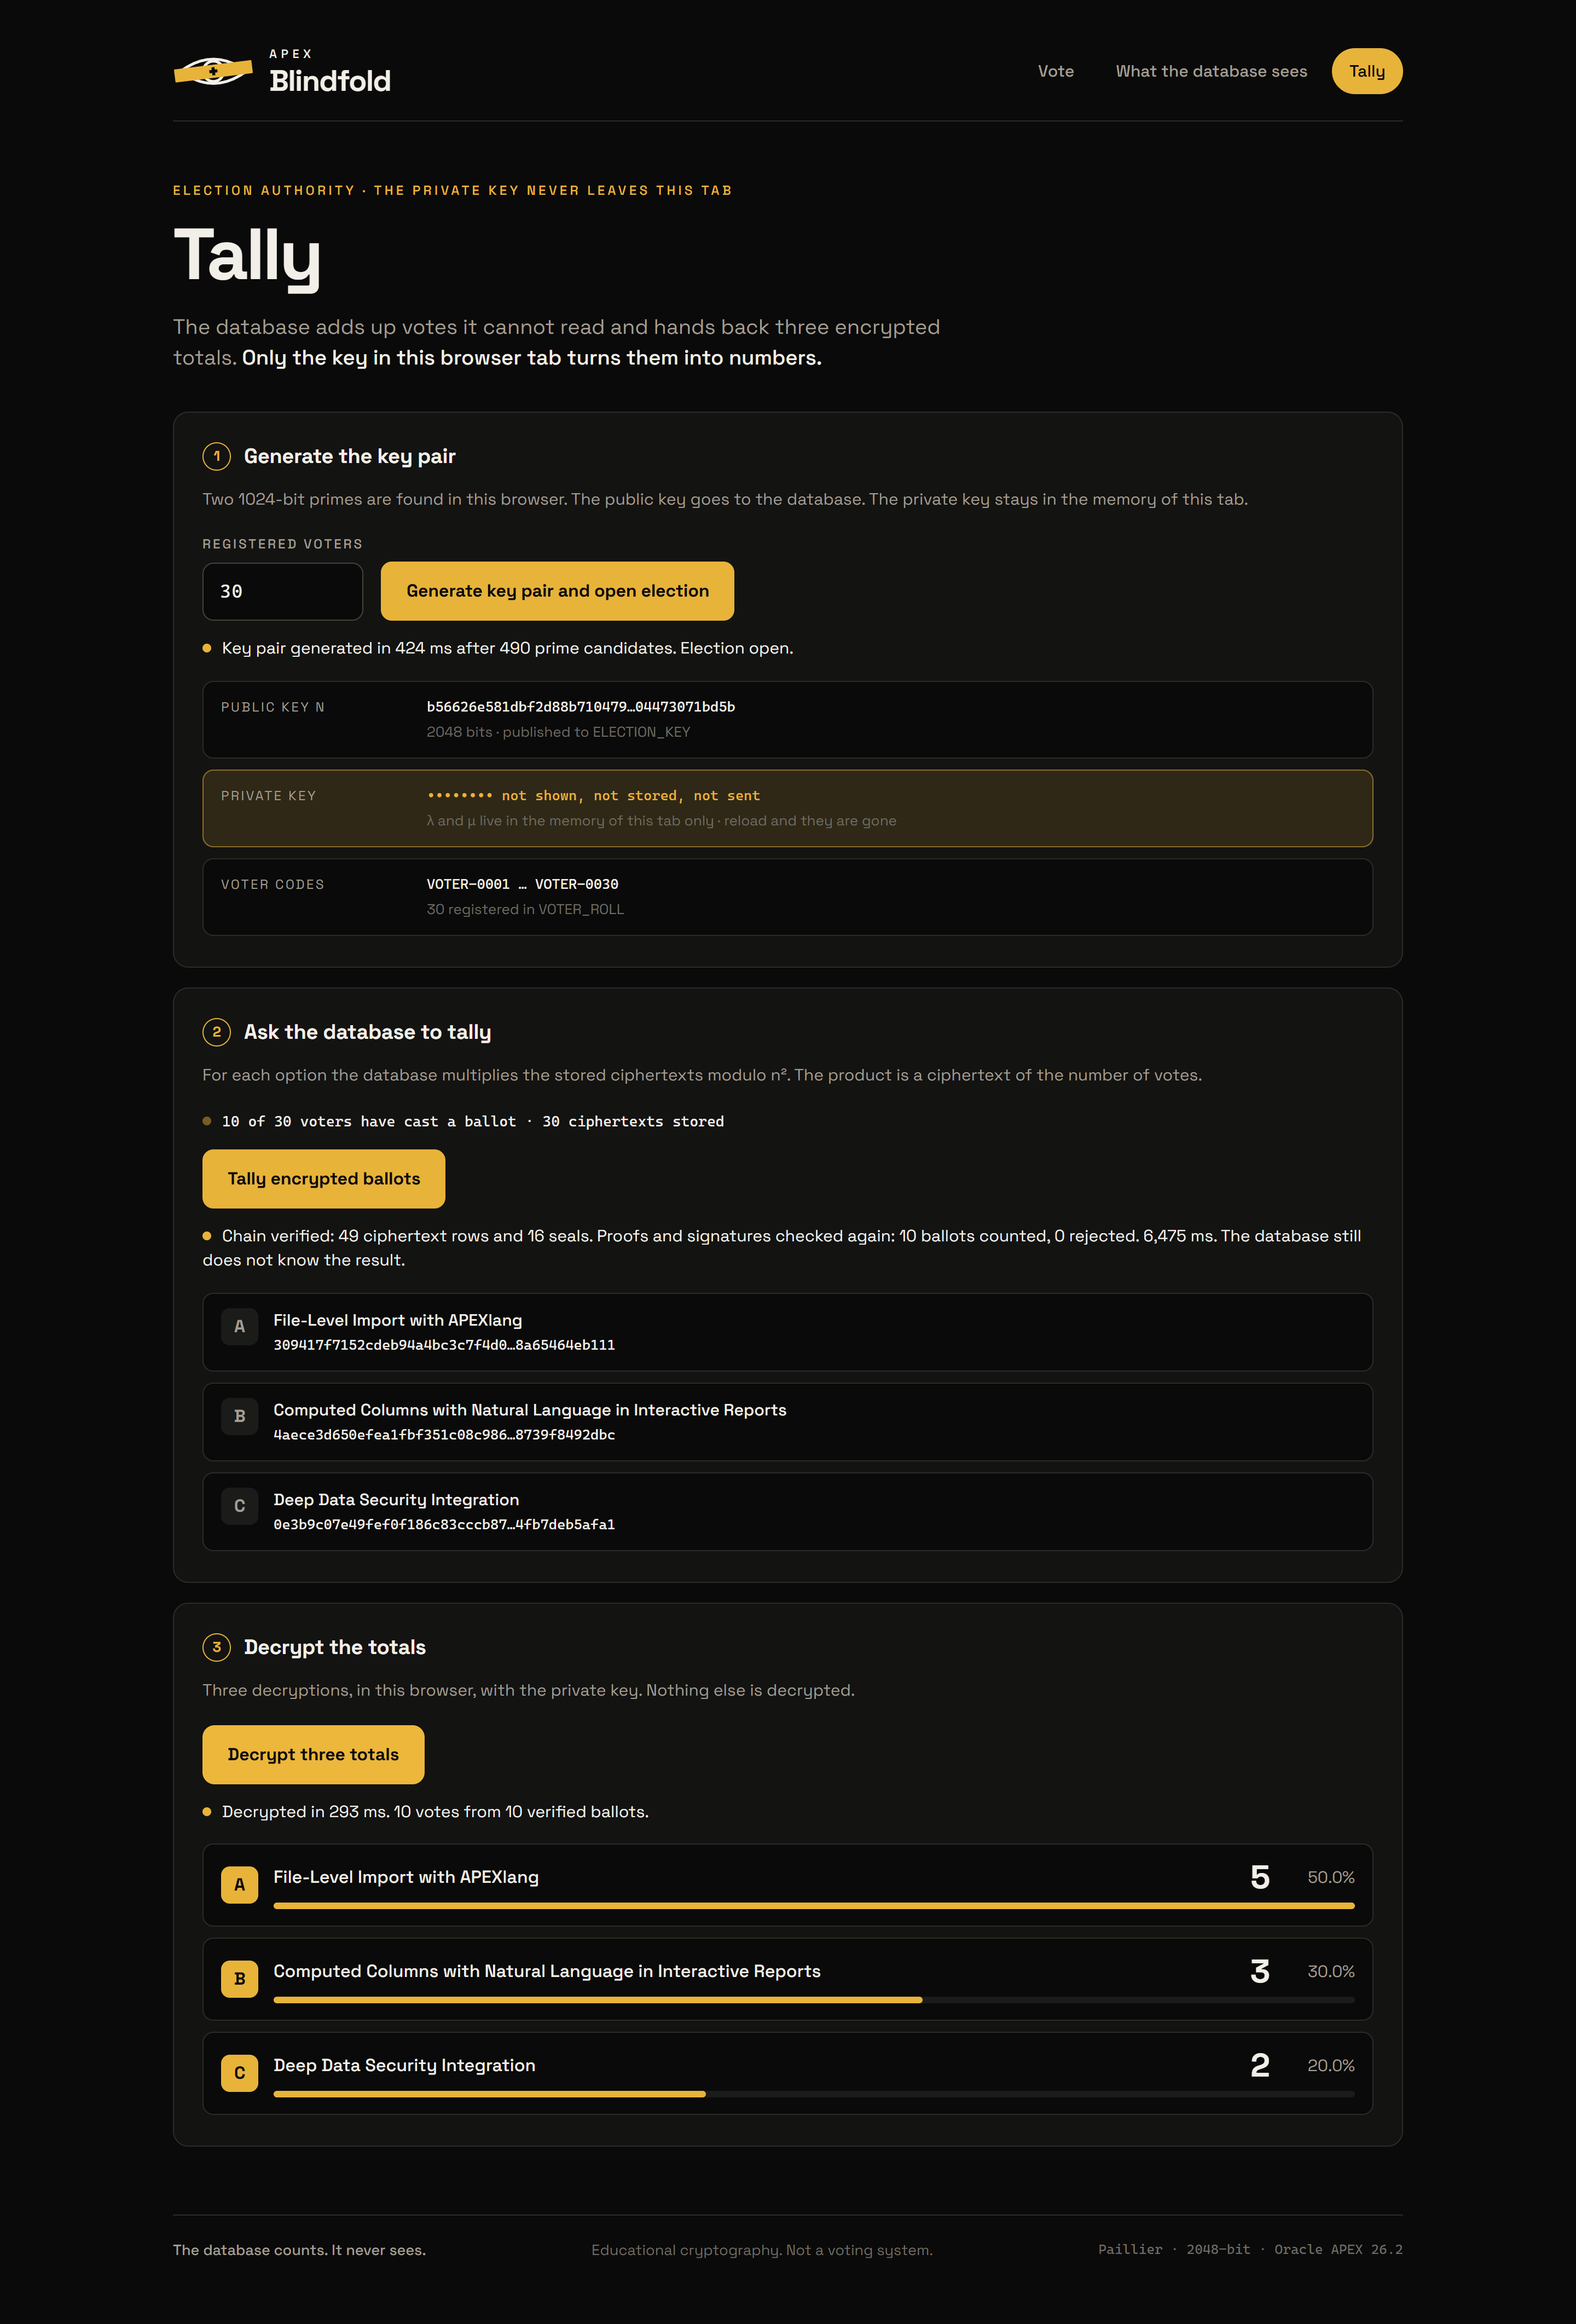 APEX
Blindfold
Vote
What the database sees
Tally
ELECTION AUTHORITY · THE PRIVATE KEY NEVER LEAVES THIS TAB
Tally
The database adds up votes it cannot read and hands back three encrypted
totals. Only the key in this browser tab turns them into numbers.
1 Generate the key pair
Two 1024-bit primes are found in this browser. The public key goes to the database. The private key stays in the memory of this tab.
REGISTERED VOTERS
30
Generate key pair and open election
Key pair generated in 424 ms after 490 prime candidates. Election open.
PUBLIC KEY N
b56626e581dbf2d88b710479…04473071bd5b
2048 bits · published to ELECTION_KEY
PRIVATE KEY
•••••••• not shown, not stored, not sent
λ and μ live in the memory of this tab only · reload and they are gone
VOTER CODES
VOTER-0001 … VOTER-0030
30 registered in VOTER_ROLL
2 Ask the database to tally
For each option the database multiplies the stored ciphertexts modulo n². The product is a ciphertext of the number of votes.
10 of 30 voters have cast a ballot · 30 ciphertexts stored
Tally encrypted ballots
Chain verified: 49 ciphertext rows and 16 seals. Proofs and signatures checked again: 10 ballots counted, 0 rejected. 6,475 ms. The database still
does not know the result.
A
File-Level Import with APEXlang
309417f7152cdeb94a4bc3c7f4d0…8a65464eb111
B
Computed Columns with Natural Language in Interactive Reports
4aece3d650efea1fbf351c08c986…8739f8492dbc
C
Deep Data Security Integration
0e3b9c07e49fef0f186c83cccb87…4fb7deb5afa1
3 Decrypt the totals
Three decryptions, in this browser, with the private key. Nothing else is decrypted.
Decrypt three totals
Decrypted in 293 ms. 10 votes from 10 verified ballots.
A File-Level Import with APEXlang 5 50.0%
B Computed Columns with Natural Language in Interactive Reports 3 30.0%
C Deep Data Security Integration 2 20.0%
The database counts. It never sees.
Educational cryptography. Not a voting system.
Paillier · 2048-bit · Oracle APEX 26.2